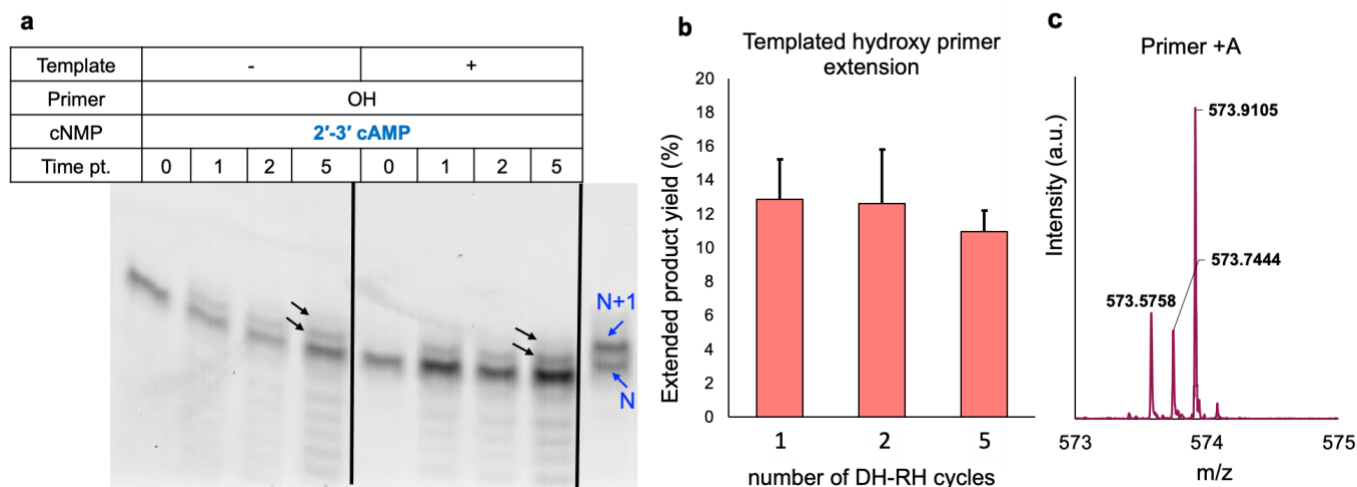 a
Template - +
Primer OH
cNMP 2′-3′ cAMP
Time pt. 0 1 2 5 0 1 2 5
N+1
N
b
Templated hydroxy primer
extension
Extended product yield (%)
20
18
16
14
12
10
8
6
4
2
0
1 2 5
number of DH-RH cycles
c
Primer +A
Intensity (a.u.)
573.9105
573.7444
573.5758
573 574 575
m/z